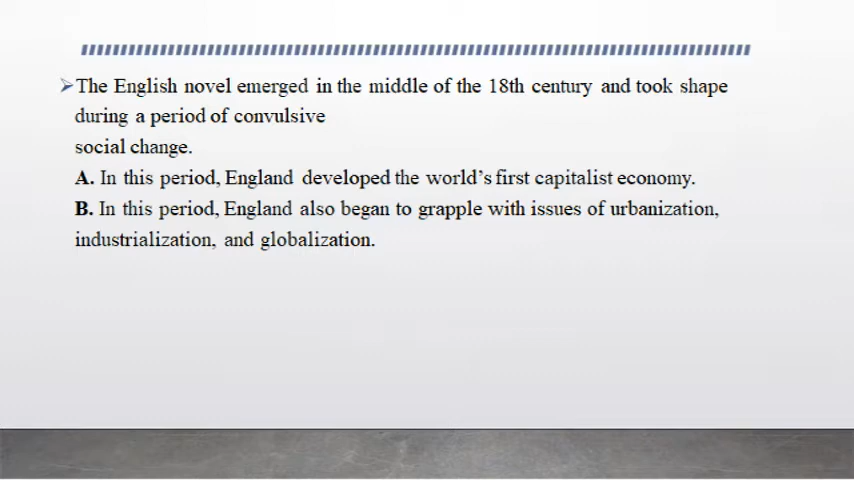 ➢The English novel emerged in the middle of the 18th century and took shape
during a period of convulsive
social change.
A. In this period, England developed the world's first capitalist economy.
B. In this period, England also began to grapple with issues of urbanization,
industrialization, and globalization.